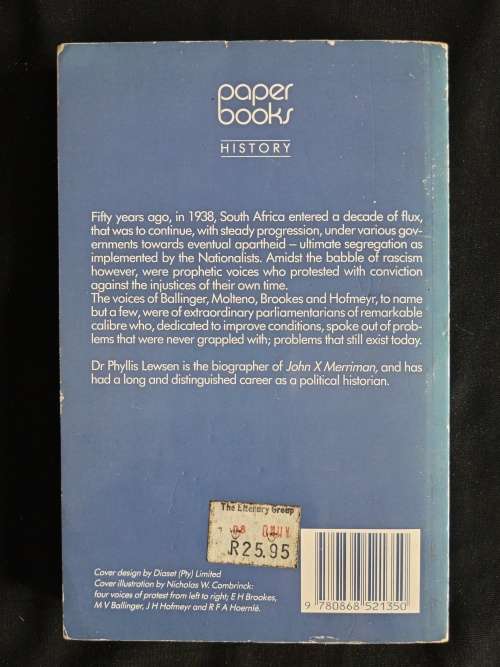 paper
books
HISTORY
Fifty years ago, in 1938, South Africa entered a decade of flux,
that was to continue, with steady progression, under various gov-
ernments towards eventual apartheid – ultimate segregation as
implemented by the Nationalists. Amidst the babble of rascism
however, were prophetic voices who protested with conviction
against the injustices of their own time.
The voices of Ballinger, Molteno, Brookes and Hofmeyr, to name
but a few, were of extraordinary parliamentarians of remarkable
calibre who, dedicated to improve conditions, spoke out of prob-
lems that were never grappled with; problems that still exist today.
Dr Phyllis Lewsen is the biographer of John X Merriman, and has
had a long and distinguished career as a political historian.
The Literary Group
R25.95
Cover design by Diaset (Pty) Limited
Cover illustration by Nicholas W. Combrinck:
four voices of protest from left to right; E H Brookes,
M V Ballinger, J H Hofmeyr and R F A Hoernlé.
9 780868 521350